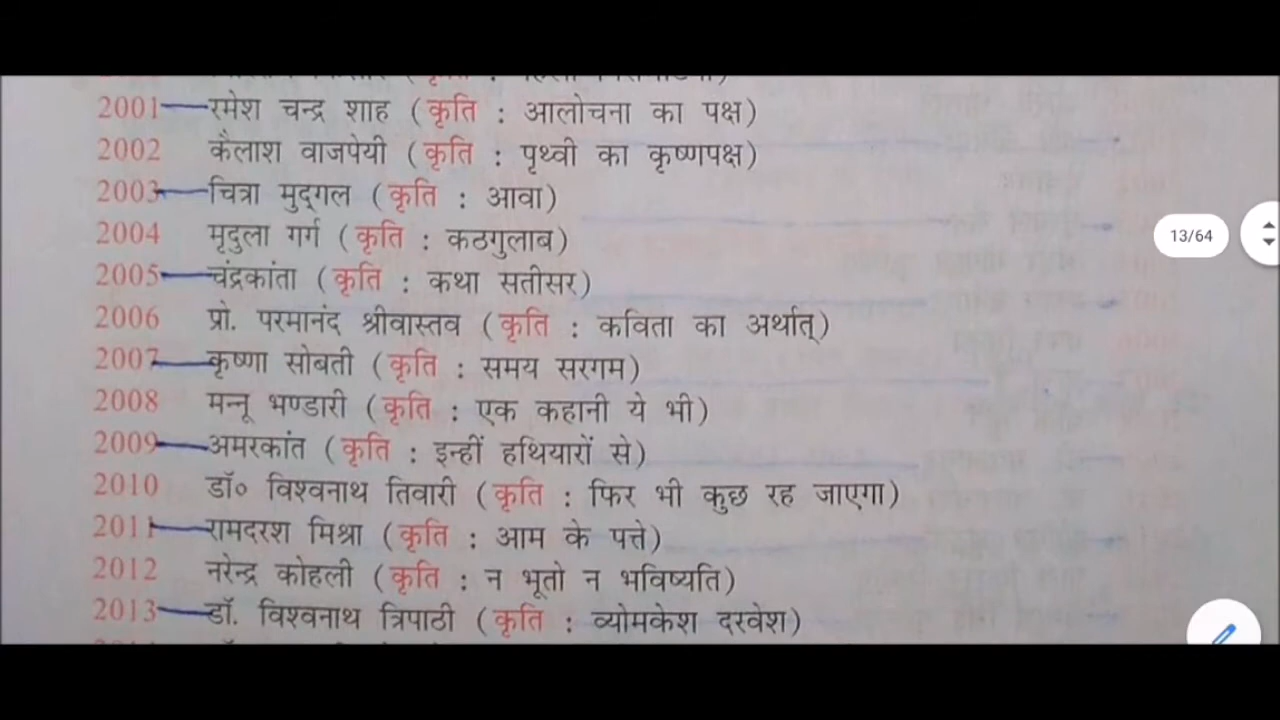 2001 रमेश चन्द्र शाह (कृति : आलोचना का पक्ष)
2002 कैलाश वाजपेयी (कृति : पृथ्वी का कृष्णपक्ष)
2003 चित्रा मुद्‌गल (कृति : आवा)
13/64
2004 मृदुला गर्ग (कृति : कठगुलाब)
2005 चंद्रकांता (कृति : कथा सतीसर)
2006 प्रो. परमानंद श्रीवास्तव (कृति : कविता का अर्थात्)
2007 कृष्णा सोबती (कृति : समय सरगम)
2008 मन्नू भण्डारी (कृति : एक कहानी ये भी)
2009 अमरकांत (कृति : इन्हीं हथियारों से)
2010 डॉ० विश्वनाथ तिवारी (कृति : फिर भी कुछ रह जाएगा)
2011 रामदरश मिश्रा (कृति : आम के पत्ते)
2012 नरेन्द्र कोहली (कृति : न भूतो न भविष्यति)
2013 डॉ. विश्वनाथ त्रिपाठी (कृति : व्योमकेश दरवेश)